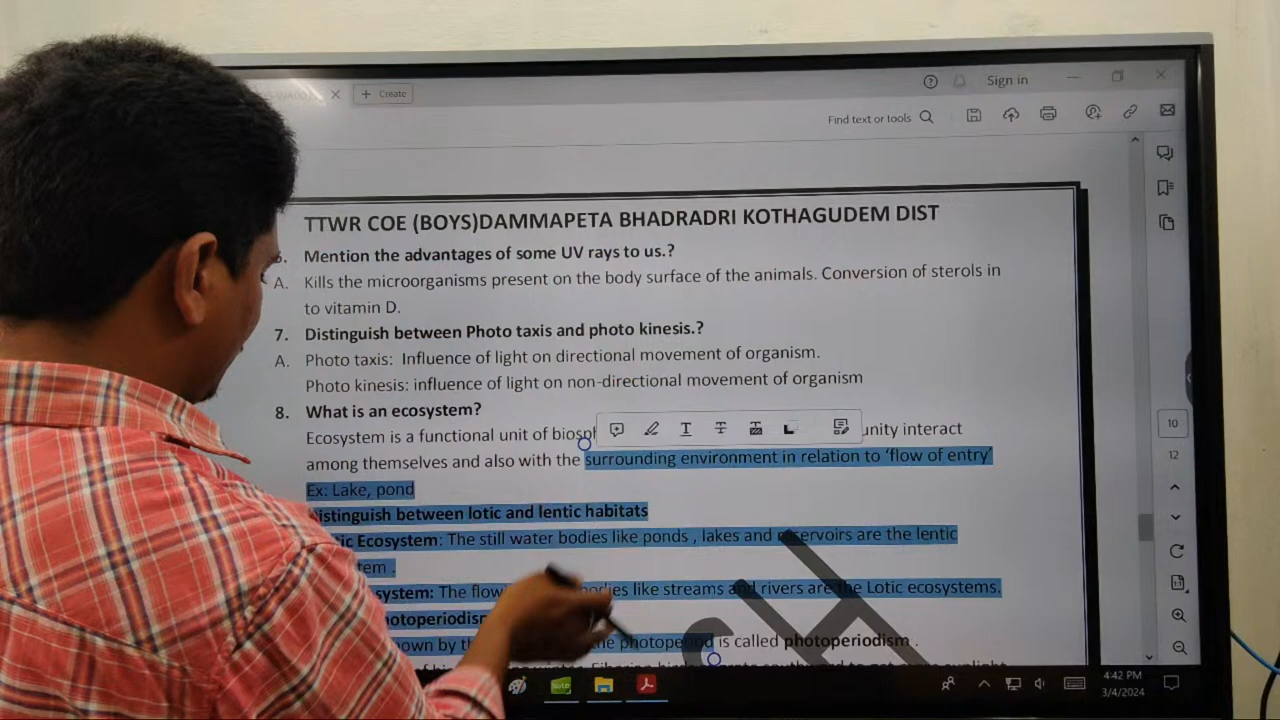 Create
Sign in
Find text or tools
TTWR COE (BOYS)DAMMAPETA BHADRADRI KOTHAGUDEM DIST
Mention the advantages of some UV rays to us.?
A. Kills the microorganisms present on the body surface of the animals. Conversion of sterols in
to vitamin D.
7. Distinguish between Photo taxis and photo kinesis.?
A. Photo taxis: Influence of light on directional movement of organism.
Photo kinesis: influence of light on non-directional movement of organism
8. What is an ecosystem?
Ecosystem is a functional unit of interact
among themselves and also with the surrounding environment in relation to ‘flow of entry’
Ex: Lake, pond
istinguish between lotic and lentic habitats
ic Ecosystem: The still water bodies like ponds , lakes and reservoirs are the lentic
tem .
system: The flow bodies like streams and rivers are the Lotic ecosystems.
hotoperiodism
own by th the photoperiod is called photoperiodism .
10
12
4:42 PM
3/4/2024